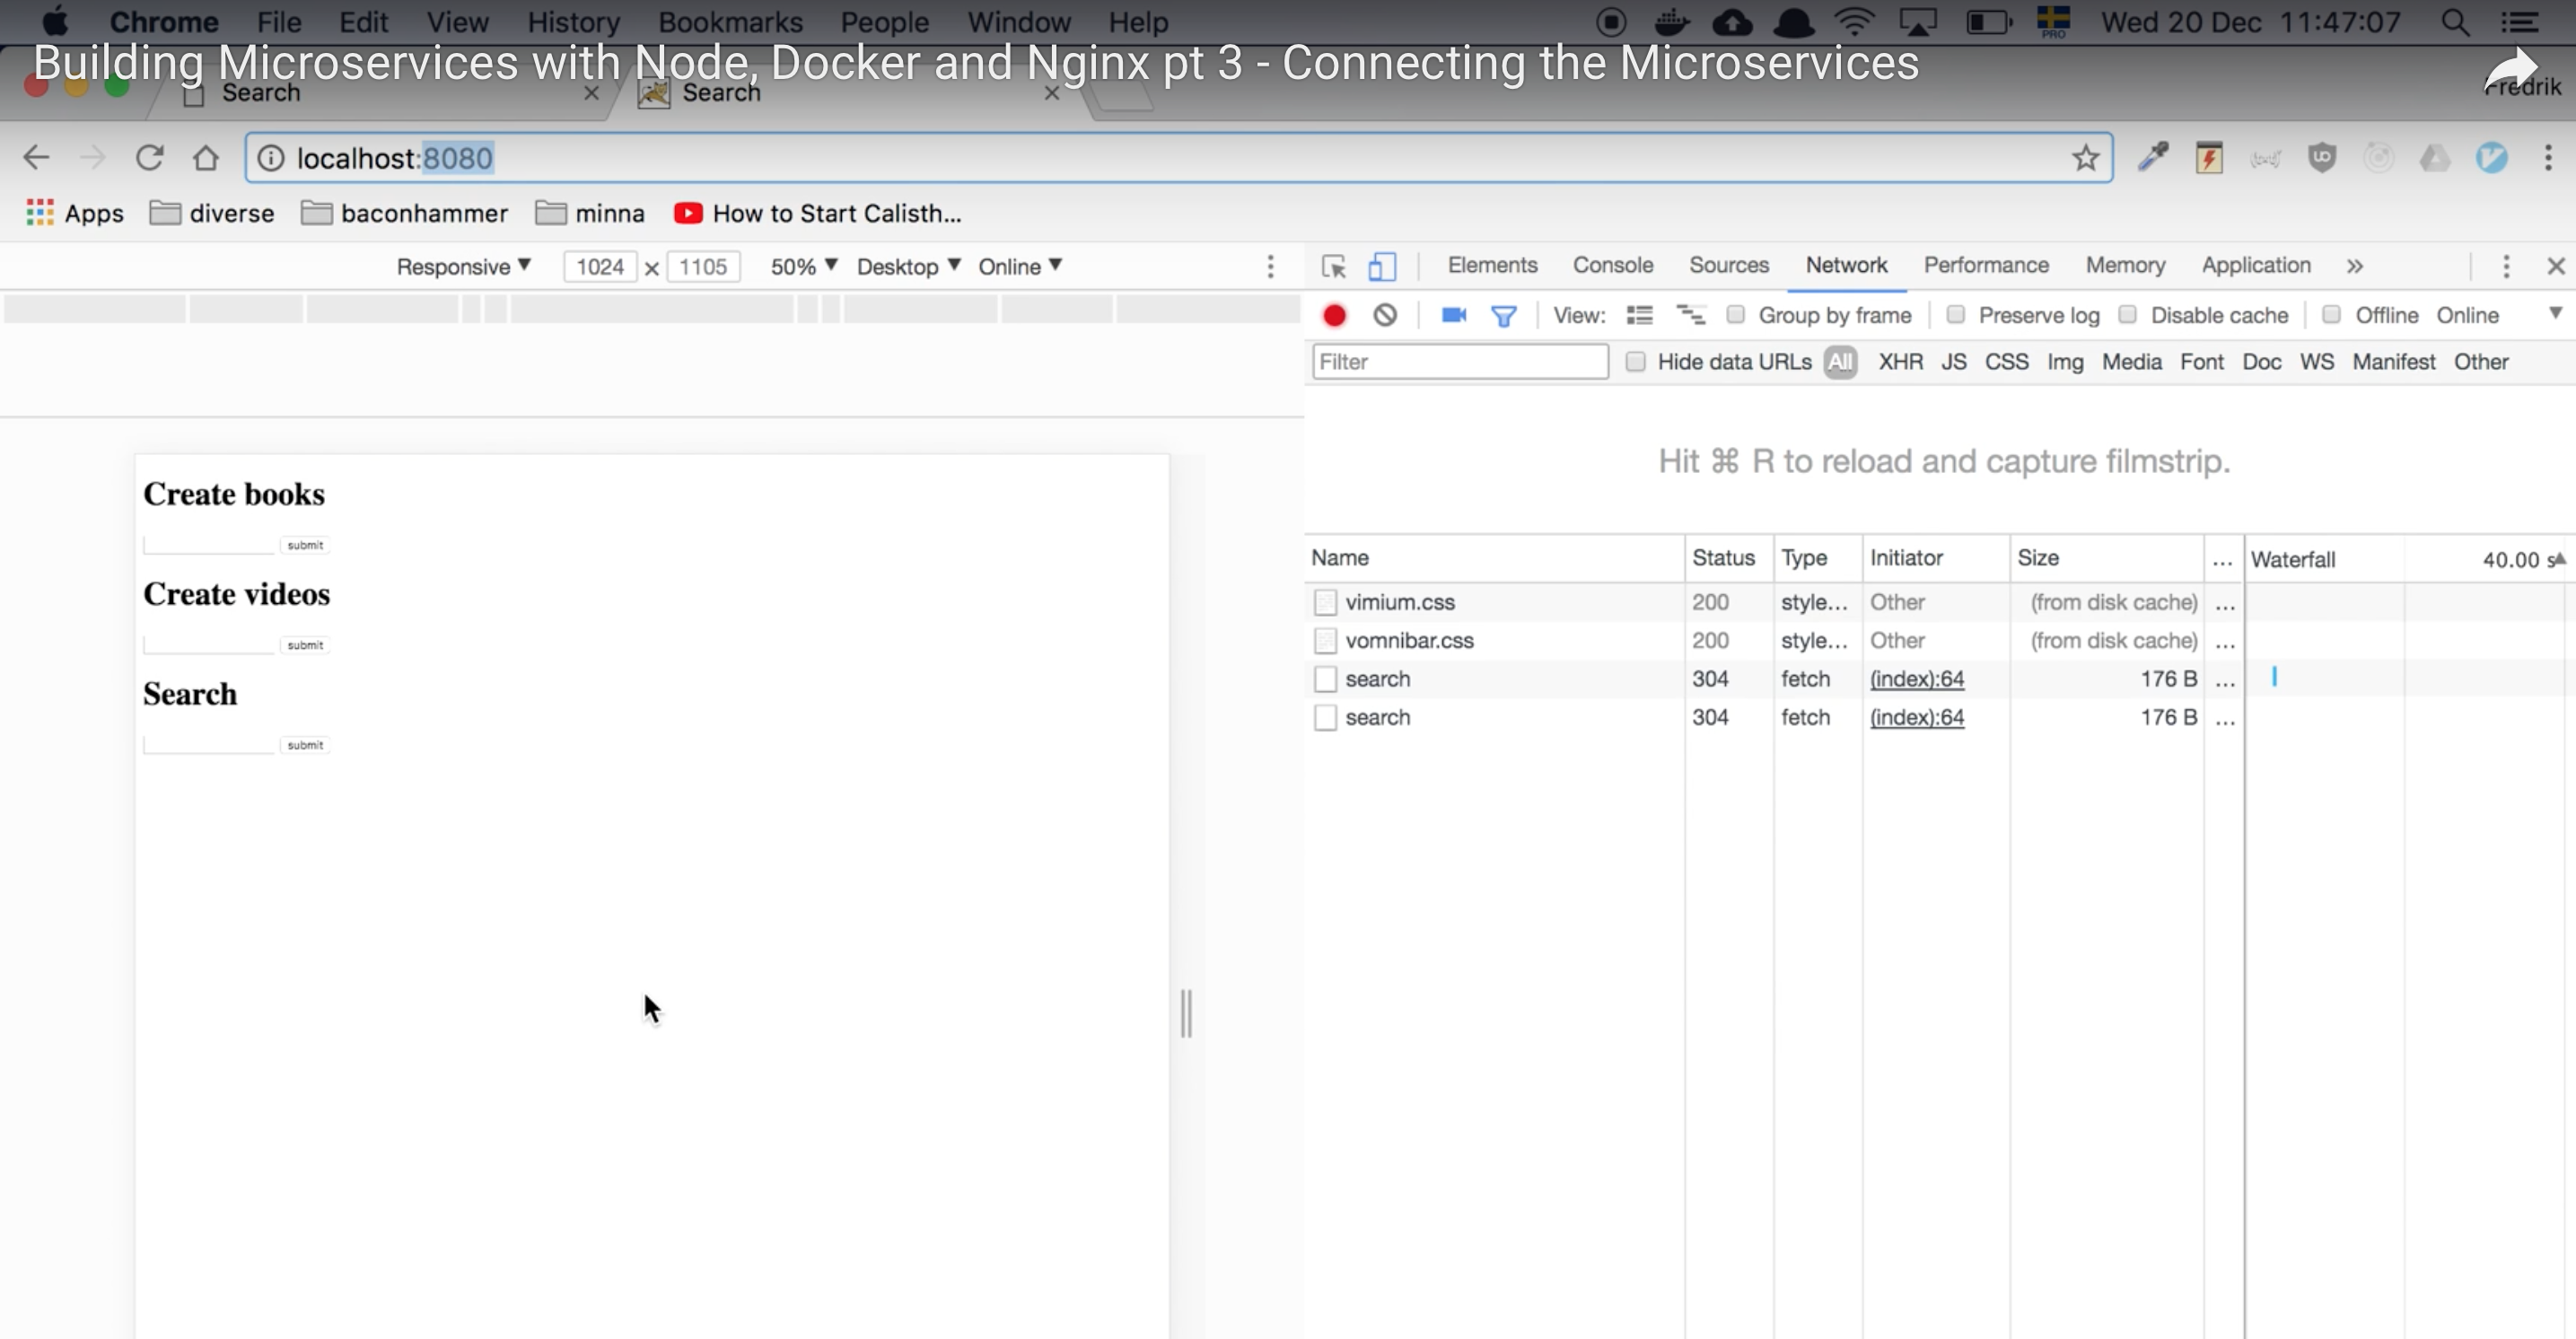 Chrome File Edit View History Bookmarks People Window Help PRO Wed 20 Dec 11:47:07
Building Microservices with Node, Docker and Nginx pt 3 - Connecting the Microservices
Search Search Fredrik
localhost:8080
Apps diverse baconhammer minna How to Start Calisth...
Responsive 1024 × 1105 50% Desktop Online
Elements Console Sources Network Performance Memory Application »
View: Group by frame Preserve log Disable cache Offline Online
Filter Hide data URLs All XHR JS CSS Img Media Font Doc WS Manifest Other
Hit ⌘ R to reload and capture filmstrip.
Create books
submit
Create videos
submit
Search
submit
Name Status Type Initiator Size ... Waterfall 40.00 s
vimium.css 200 style... Other (from disk cache) ...
vomnibar.css 200 style... Other (from disk cache) ...
search 304 fetch (index):64 176 B ...
search 304 fetch (index):64 176 B ...